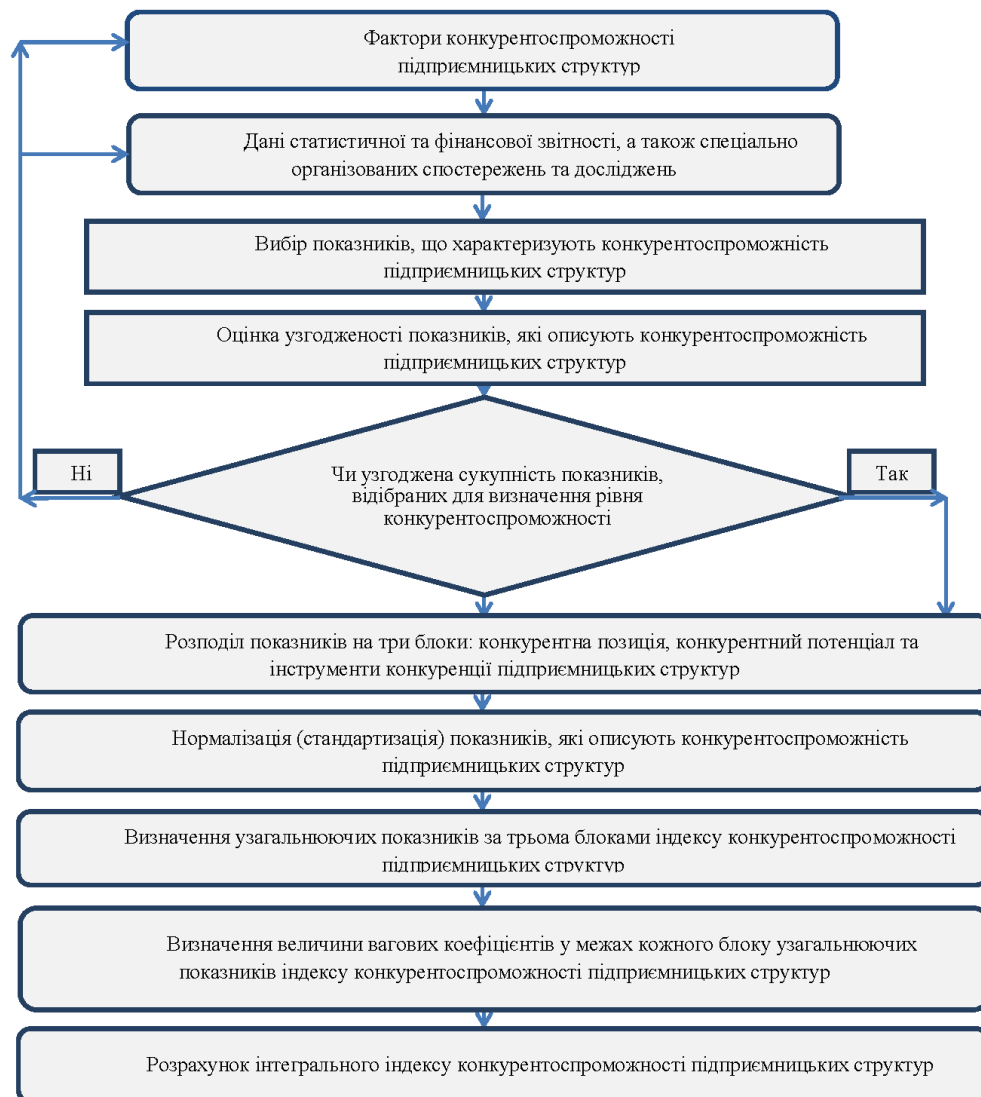 Фактори конкурентоспроможності
підприємницьких структур
Дані статистичної та фінансової звітності, а також спеціально
організованих спостережень та досліджень
Вибір показників, що характеризують конкурентоспроможність
підприємницьких структур
Оцінка узгодженості показників, які описують конкурентоспроможність
підприємницьких структур
Ні
Чи узгоджена сукупність показників,
відібраних для визначення рівня
конкурентоспроможності
Так
Розподіл показників на три блоки: конкурентна позиція, конкурентний потенціал та
інструменти конкуренції підприємницьких структур
Нормалізація (стандартизація) показників, які описують конкурентоспроможність
підприємницьких структур
Визначення узагальнюючих показників за трьома блоками індексу конкурентоспроможності
підприємницьких структур
Визначення величини вагових коефіцієнтів у межах кожного блоку узагальнюючих
показників індексу конкурентоспроможності підприємницьких структур
Розрахунок інтегрального індексу конкурентоспроможності підприємницьких структур